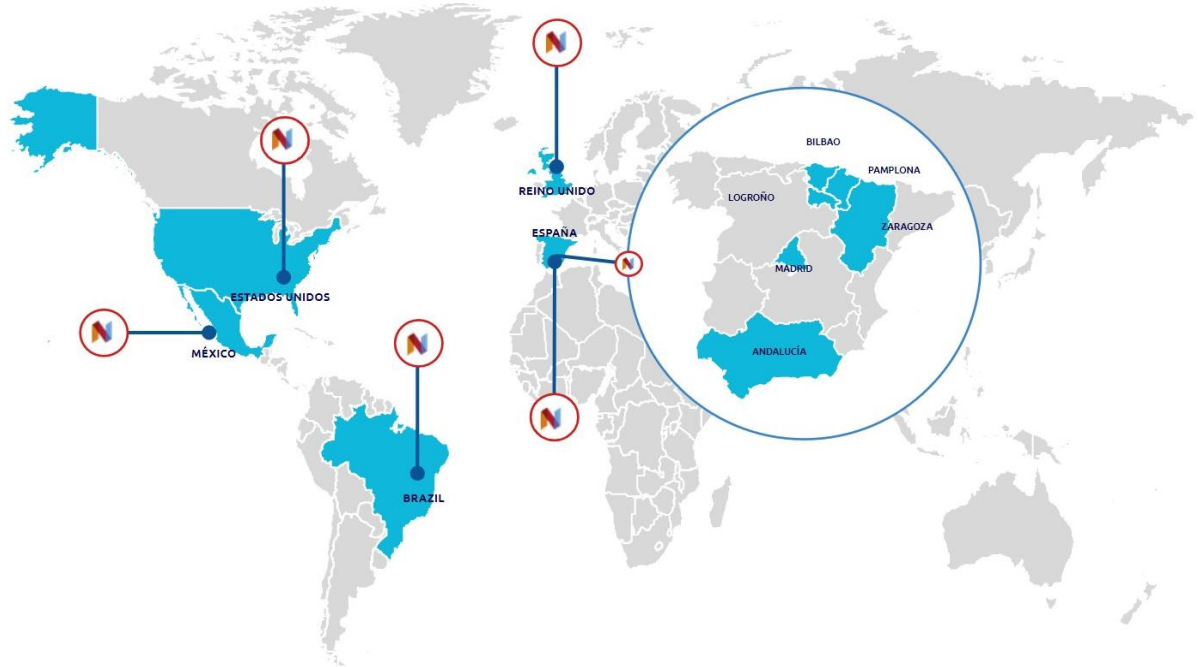 REINO UNIDO
ESPAÑA
ESTADOS UNIDOS
MÉXICO
BRAZIL
BILBAO
PAMPLONA
LOGROÑO
ZARAGOZA
MADRID
ANDALUCÍA
N
N
N
N
N
N